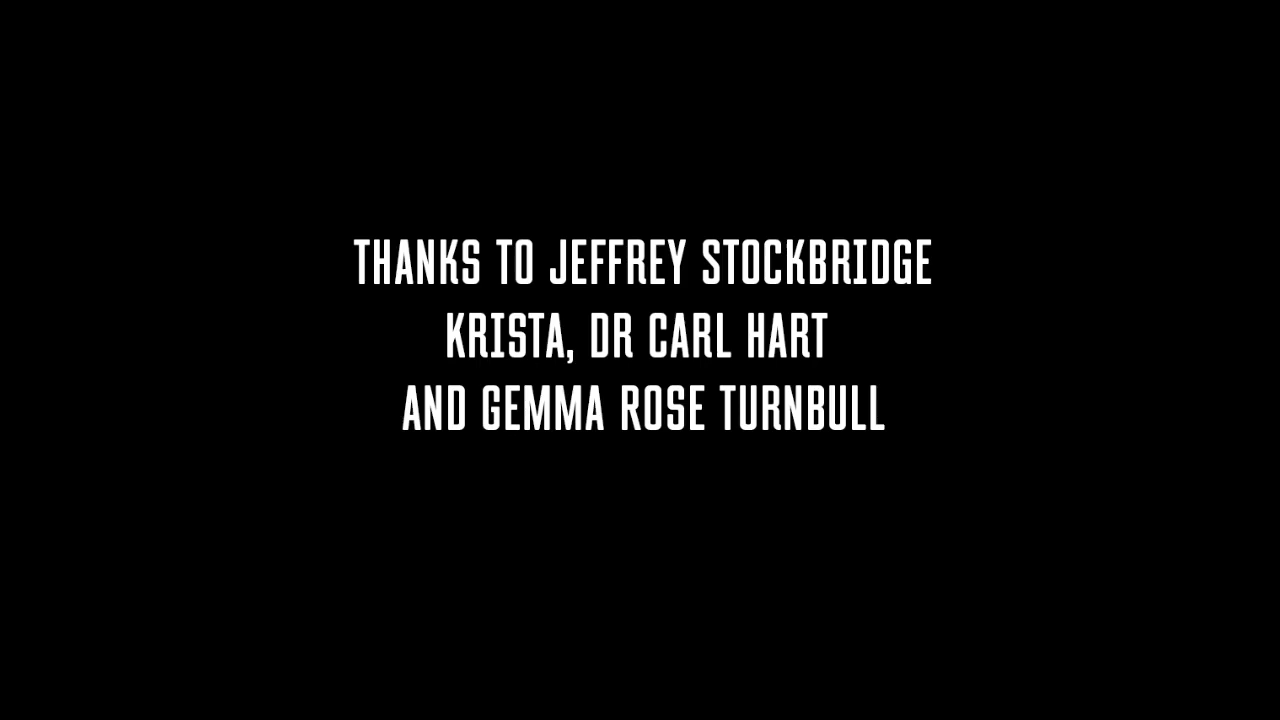 THANKS TO JEFFREY STOCKBRIDGE
KRISTA, DR CARL HART
AND GEMMA ROSE TURNBULL